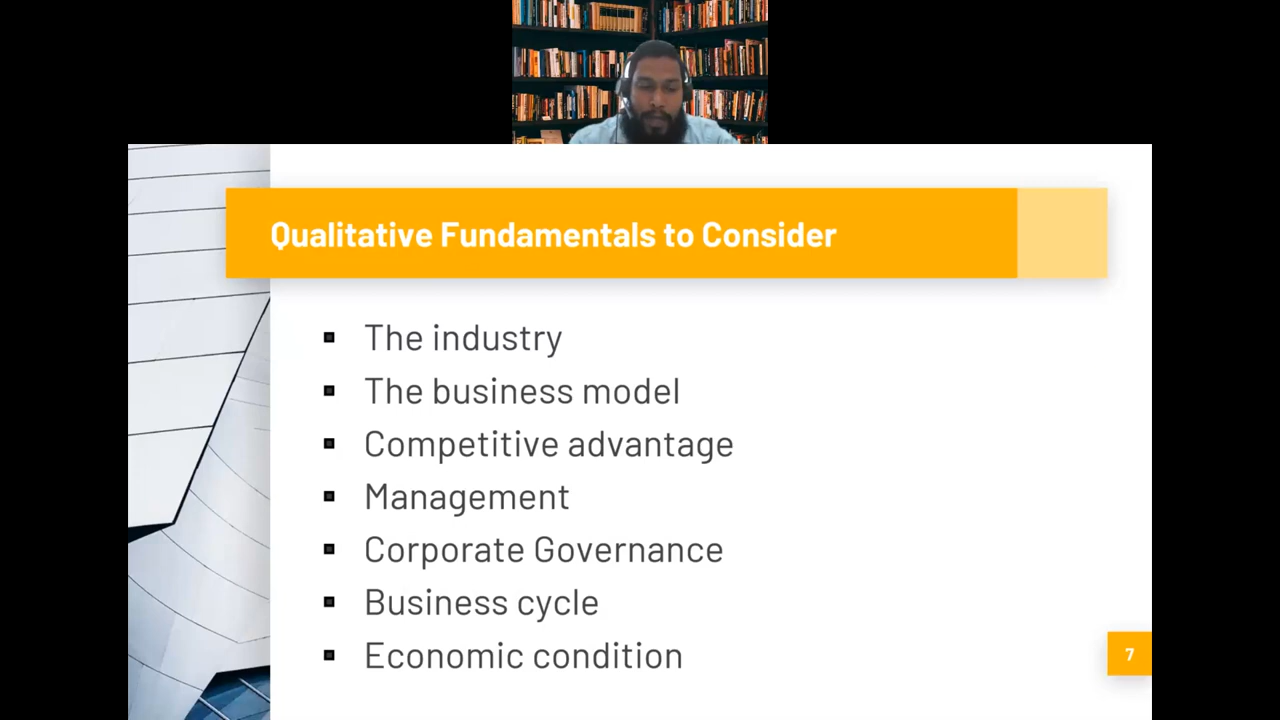 Qualitative Fundamentals to Consider
The industry
The business model
Competitive advantage
Management
Corporate Governance
Business cycle
Economic condition
7